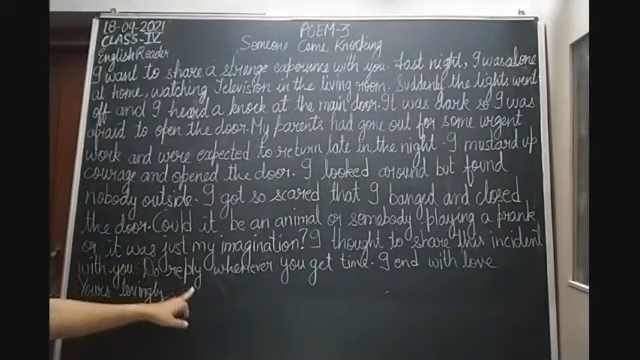 18-09-2021
POEM-3
CLASS-IV
Someone Came Knocking
English Reader
I want to share a strange experience with you. Last night, I was alone
at home, watching Television in the living room. Suddenly the lights went
off and I heard a knock at the main door. It was dark so I was
afraid to open the door. My parents had gone out for some urgent
work and were expected to return late in the night. I mustard up
courage and opened the door. I looked around but found
nobody outside. I got so scared that I banged and closed
the door. Could it be an animal or somebody playing a prank
or it was just my imagination? I thought to share this incident
with you. Do reply whenever you get time. I end with love
Yours lovingly